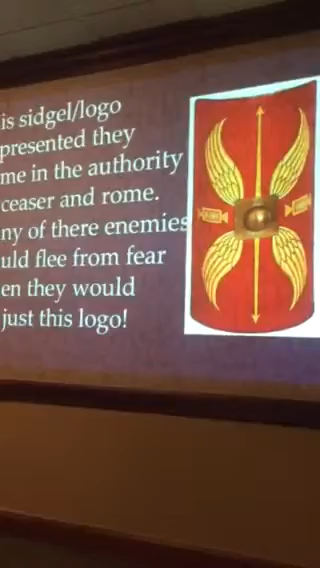 is sidgel/logo
presented they
me in the authority
ceaser and rome.
ny of there enemies
uld flee from fear
en they would
just this logo!